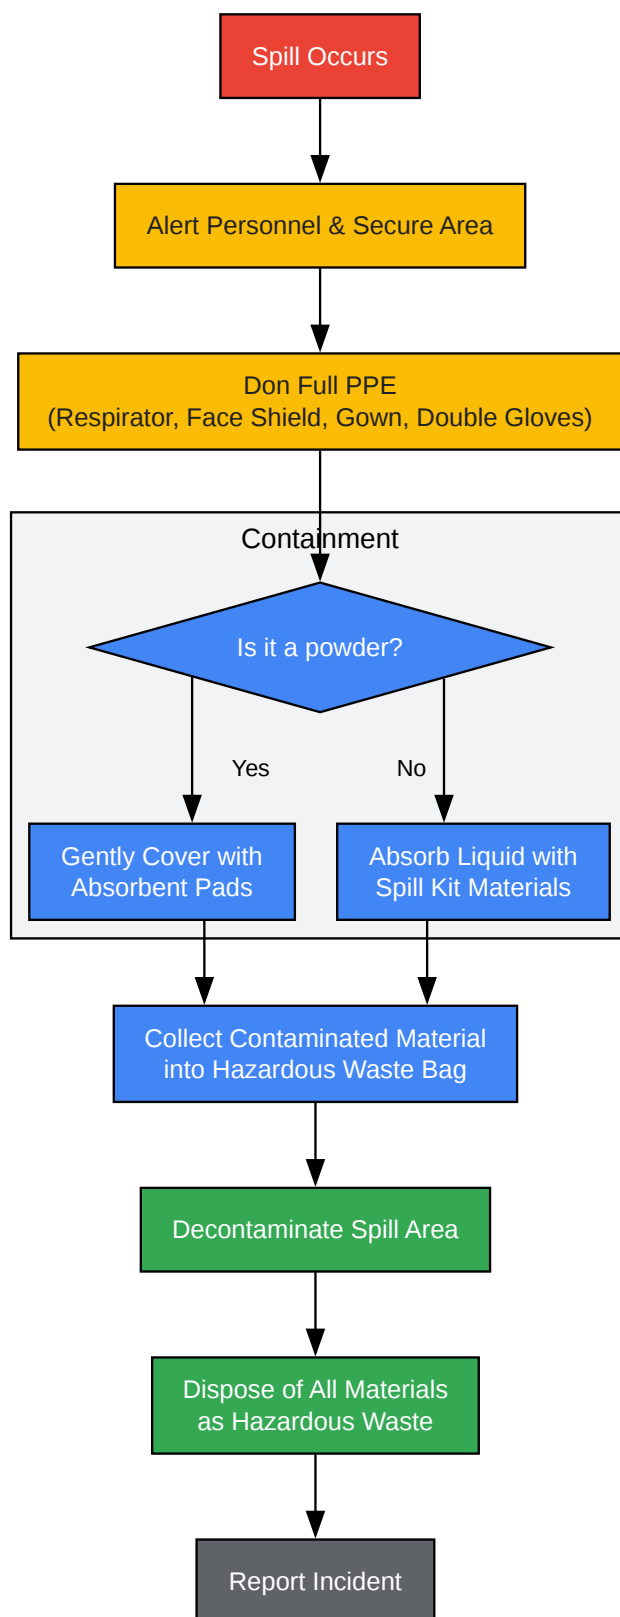 Spill Occurs
Alert Personnel & Secure Area
Don Full PPE
(Respirator, Face Shield, Gown, Double Gloves)
Containment
Is it a powder?
Yes
No
Gently Cover with
Absorbent Pads
Absorb Liquid with
Spill Kit Materials
Collect Contaminated Material
into Hazardous Waste Bag
Decontaminate Spill Area
Dispose of All Materials
as Hazardous Waste
Report Incident